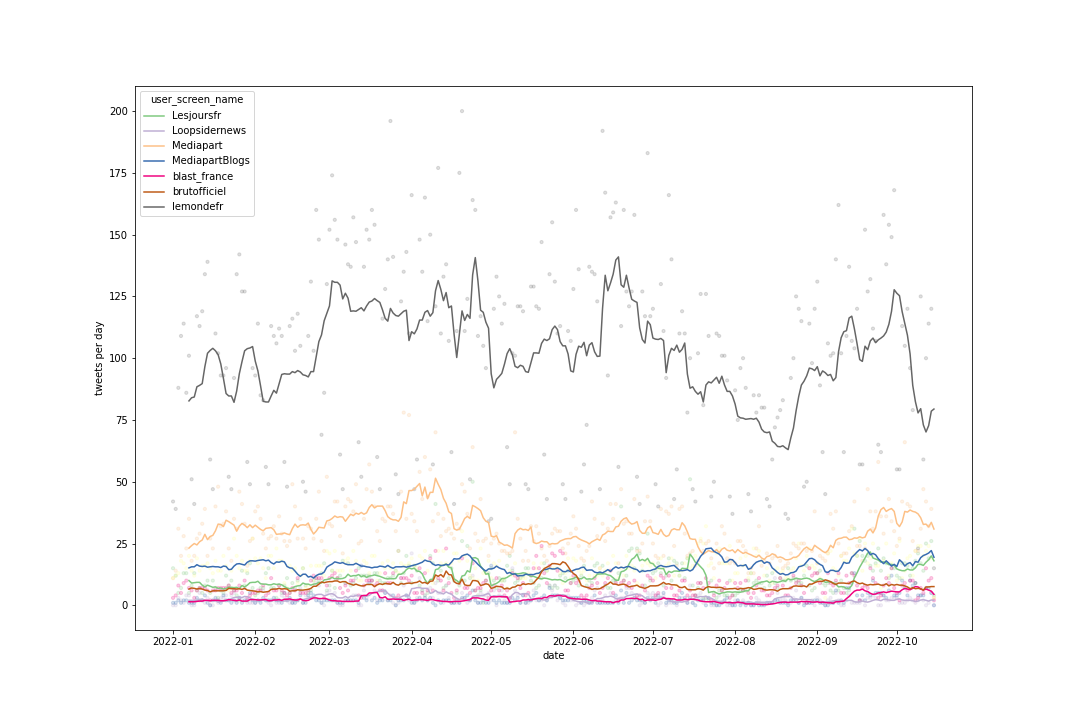 user_screen_name
Lesjoursfr
Loopsidernews
Mediapart
MediapartBlogs
blast_france
brutofficiel
lemondefr
tweets per day
200
175
150
125
100
75
50
25
0
2022-01
2022-02
2022-03
2022-04
2022-05
2022-06
2022-07
2022-08
2022-09
2022-10
date